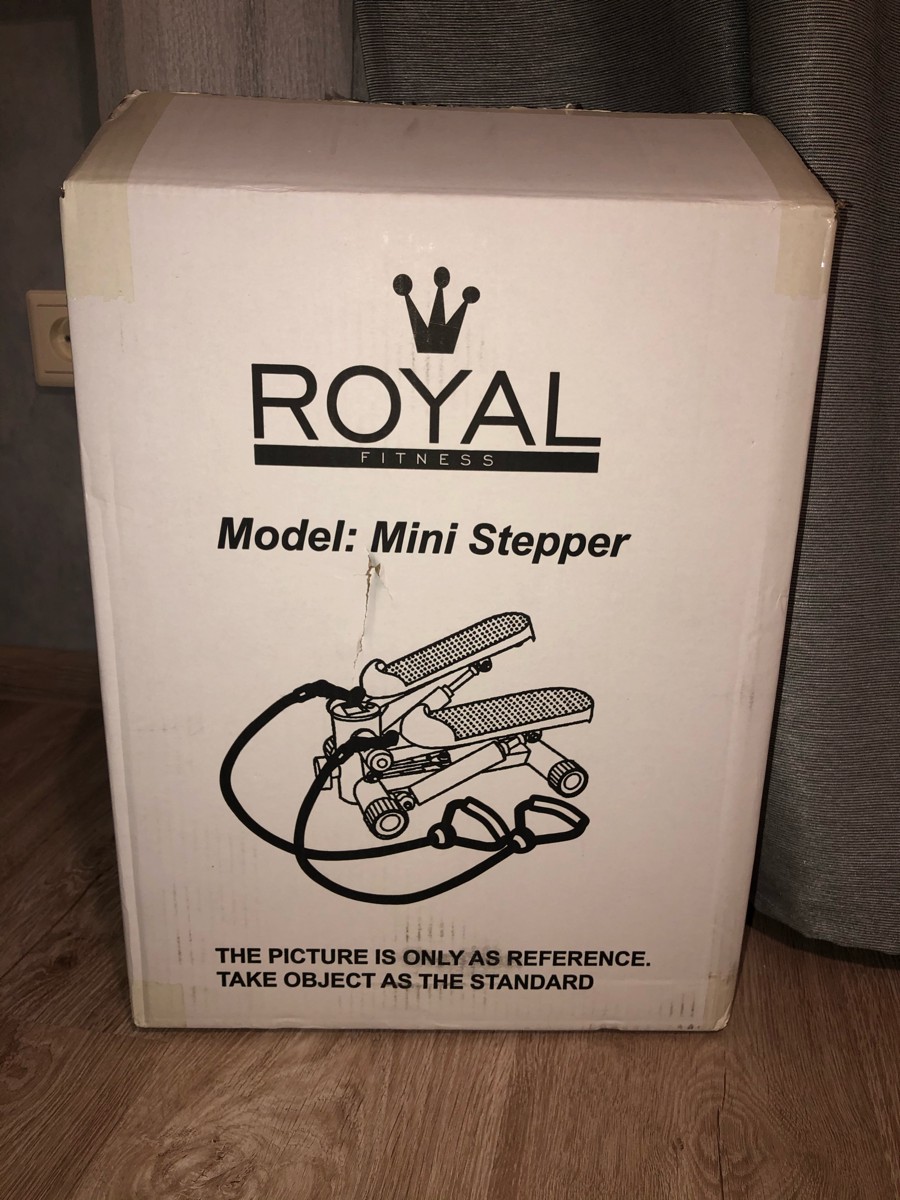 ROYAL
FITNESS
Model: Mini Stepper
THE PICTURE IS ONLY AS REFERENCE.
TAKE OBJECT AS THE STANDARD